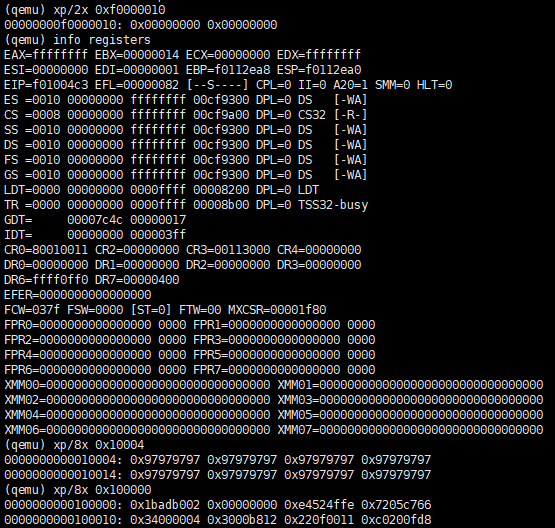 (qemu) xp/2x 0xf0000010
00000000f0000010: 0x00000000 0x00000000
(qemu) info registers
EAX=ffffffff EBX=00000014 ECX=00000000 EDX=ffffffff
ESI=00000000 EDI=00000001 EBP=f0112ea8 ESP=f0112ea0
EIP=f01004c3 EFL=00000082 [--S----] CPL=0 II=0 A20=1 SMM=0 HLT=0
ES =0010 00000000 ffffffff 00cf9300 DPL=0 DS   [-WA]
CS =0008 00000000 ffffffff 00cf9a00 DPL=0 CS32 [-R-]
SS =0010 00000000 ffffffff 00cf9300 DPL=0 DS   [-WA]
DS =0010 00000000 ffffffff 00cf9300 DPL=0 DS   [-WA]
FS =0010 00000000 ffffffff 00cf9300 DPL=0 DS   [-WA]
GS =0010 00000000 ffffffff 00cf9300 DPL=0 DS   [-WA]
LDT=0000 00000000 0000ffff 00008200 DPL=0 LDT
TR =0000 00000000 0000ffff 00008b00 DPL=0 TSS32-busy
GDT=     00007c4c 00000017
IDT=     00000000 000003ff
CR0=80010011 CR2=00000000 CR3=00113000 CR4=00000000
DR0=00000000 DR1=00000000 DR2=00000000 DR3=00000000
DR6=ffff0ff0 DR7=00000400
EFER=0000000000000000
FCW=037f FSW=0000 [ST=0] FTW=00 MXCSR=00001f80
FPR0=0000000000000000 0000 FPR1=0000000000000000 0000
FPR2=0000000000000000 0000 FPR3=0000000000000000 0000
FPR4=0000000000000000 0000 FPR5=0000000000000000 0000
FPR6=0000000000000000 0000 FPR7=0000000000000000 0000
XMM00=00000000000000000000000000000000 XMM01=00000000000000000000000000000000
XMM02=00000000000000000000000000000000 XMM03=00000000000000000000000000000000
XMM04=00000000000000000000000000000000 XMM05=00000000000000000000000000000000
XMM06=00000000000000000000000000000000 XMM07=00000000000000000000000000000000
(qemu) xp/8x 0x10004
0000000000010004: 0x97979797 0x97979797 0x97979797 0x97979797
0000000000010014: 0x97979797 0x97979797 0x97979797 0x97979797
(qemu) xp/8x 0x100000
0000000000100000: 0x1badb002 0x00000000 0xe4524ffe 0x7205c766
0000000000100010: 0x34000004 0x3000b812 0x220f0011 0xc0200fd8